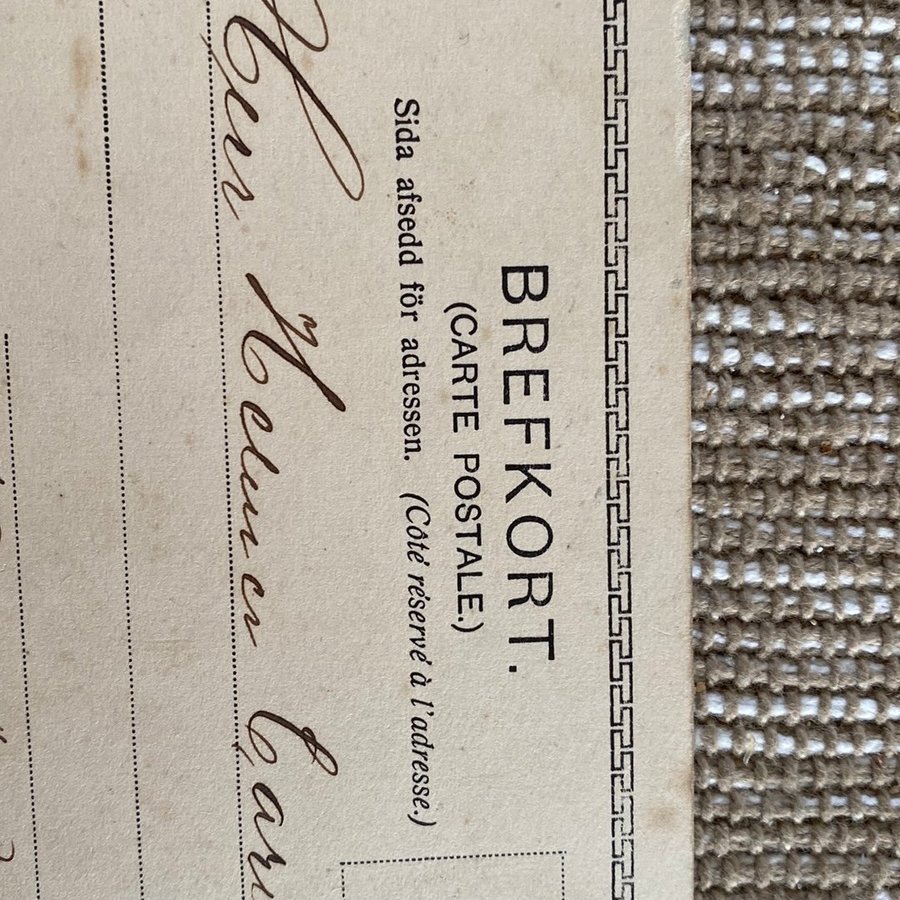 BREFKORT.
(CARTE POSTALE.)
Sida afsedd för adressen. (Côté réservé à l'adresse.)
Herr